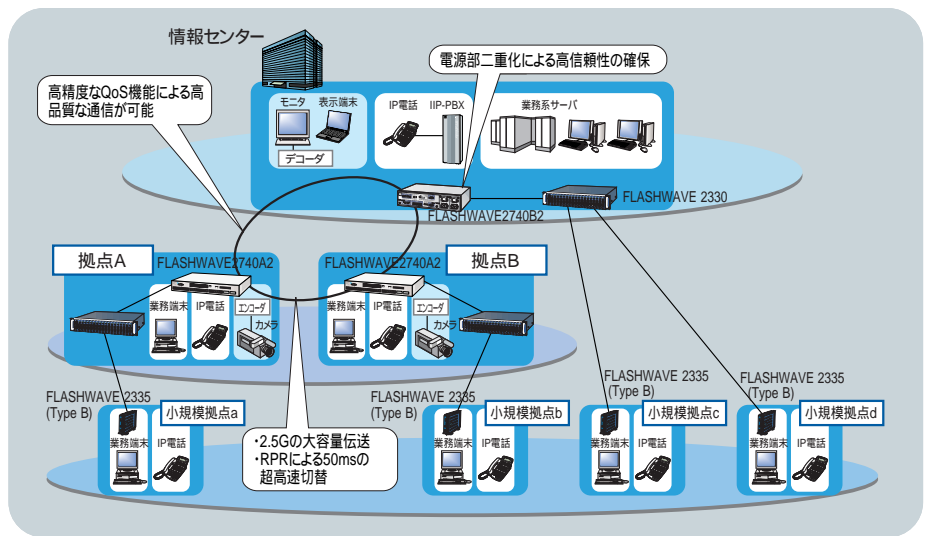 情報センター
電源部二重化による高信頼性の確保
高精度なQoS機能による高
品質な通信が可能
モニタ 表示端末
デコーダ
IP電話 IIP-PBX
業務系サーバ
FLASHWAVE2740B2
FLASHWAVE 2330
拠点A
FLASHWAVE2740A2
業務端末 IP電話
エンコーダ
カメラ
FLASHWAVE2740A2
拠点B
業務端末 IP電話
エンコーダ
カメラ
FLASHWAVE 2335
(Type B)
小規模拠点a
業務端末 IP電話
・2.5Gの大容量伝送
・RPRによる50msの
超高速切替
FLASHWAVE 2335
(Type B)
小規模拠点b
業務端末 IP電話
FLASHWAVE 2335
(Type B)
小規模拠点c
業務端末 IP電話
FLASHWAVE 2335
(Type B)
小規模拠点d
業務端末 IP電話